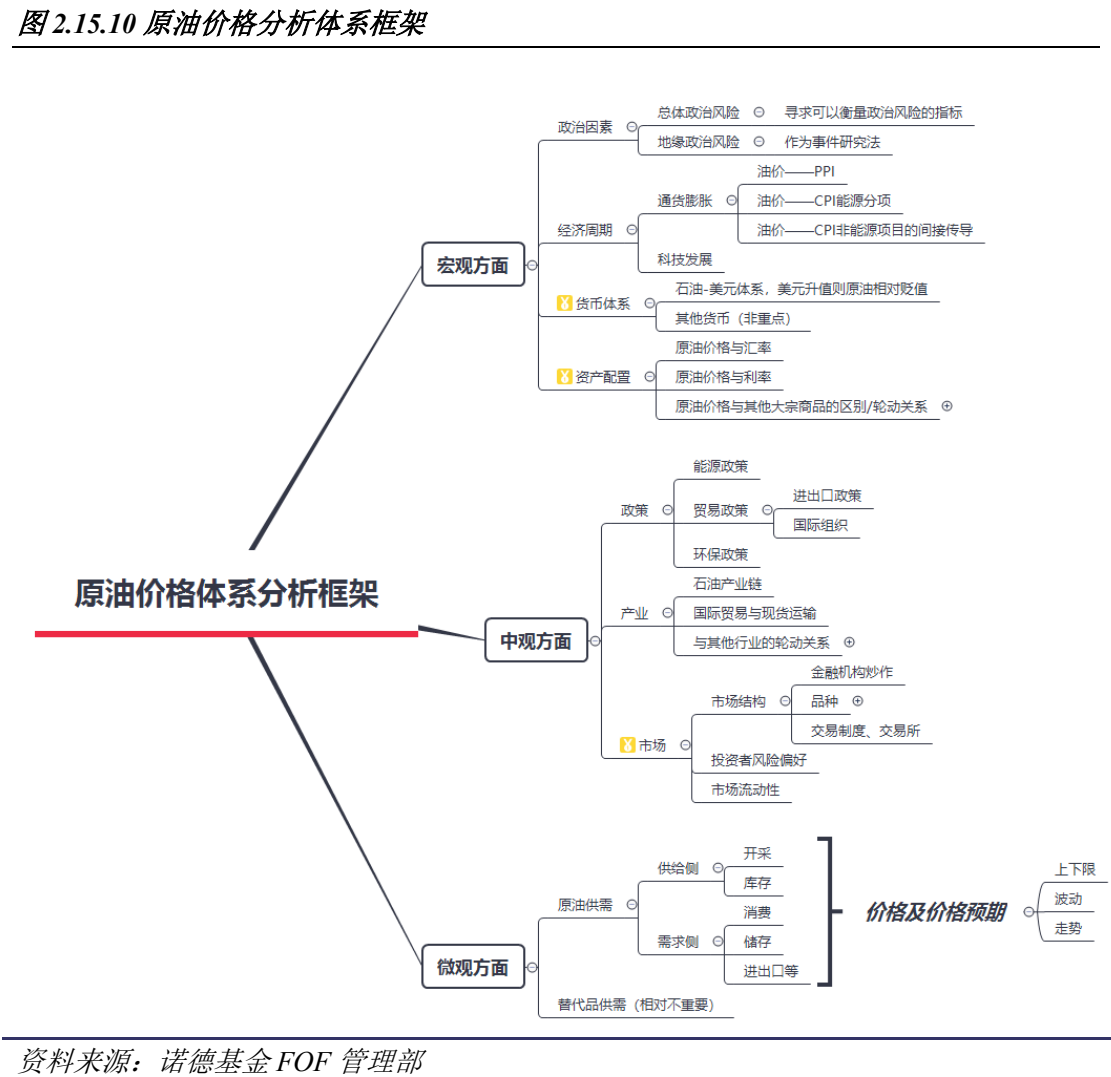 图 2.15.10 原油价格分析体系框架
原油价格体系分析框架
宏观方面
政治因素
总体政治风险
寻求可以衡量政治风险的指标
地缘政治风险
作为事件研究法
经济周期
通货膨胀
油价——PPI
油价——CPI能源分项
油价——CPI非能源项目的间接传导
科技发展
货币体系
石油-美元体系，美元升值则原油相对贬值
其他货币（非重点）
资产配置
原油价格与汇率
原油价格与利率
原油价格与其他大宗商品的区别/轮动关系
中观方面
政策
能源政策
贸易政策
进出口政策
国际组织
环保政策
产业
石油产业链
国际贸易与现货运输
与其他行业的轮动关系
市场
市场结构
金融机构炒作
品种
交易制度、交易所
投资者风险偏好
市场流动性
微观方面
原油供需
供给侧
开采
库存
需求侧
消费
储存
进出口等
替代品供需（相对不重要）
价格及价格预期
上下限
波动
走势
资料来源：诺德基金 FOF 管理部